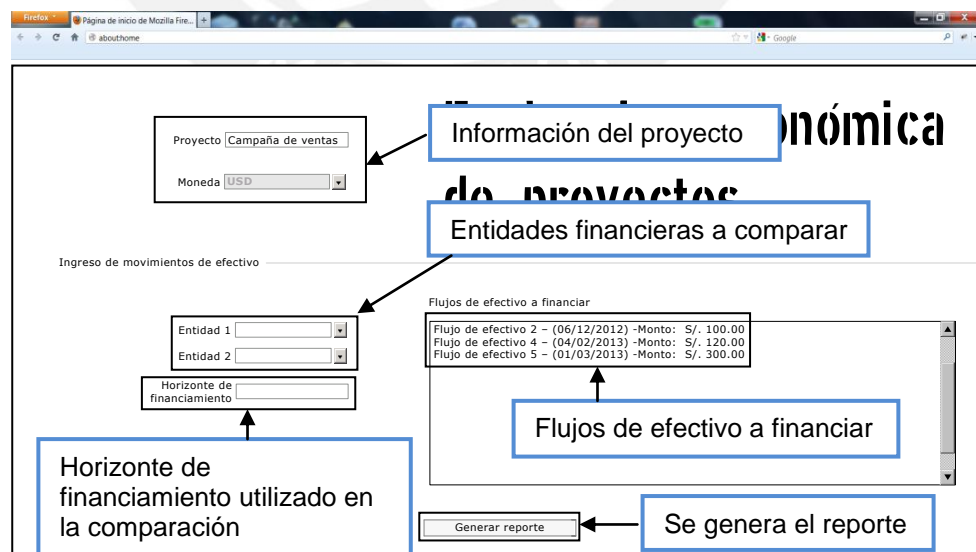 Firefox
Página de inicio de Mozilla Fire... +
abouthome
Google
onómica
Información del proyecto
Proyecto Campaña de ventas
Moneda USD
de proyectos
Entidades financieras a comparar
Ingreso de movimientos de efectivo
Flujos de efectivo a financiar
Entidad 1
Entidad 2
Flujo de efectivo 2 – (06/12/2012) -Monto: S/. 100.00
Flujo de efectivo 4 – (04/02/2013) -Monto: S/. 120.00
Flujo de efectivo 5 – (01/03/2013) -Monto: S/. 300.00
Horizonte de
financiamiento
Flujos de efectivo a financiar
Horizonte de
financiamiento utilizado en
la comparación
Generar reporte
Se genera el reporte